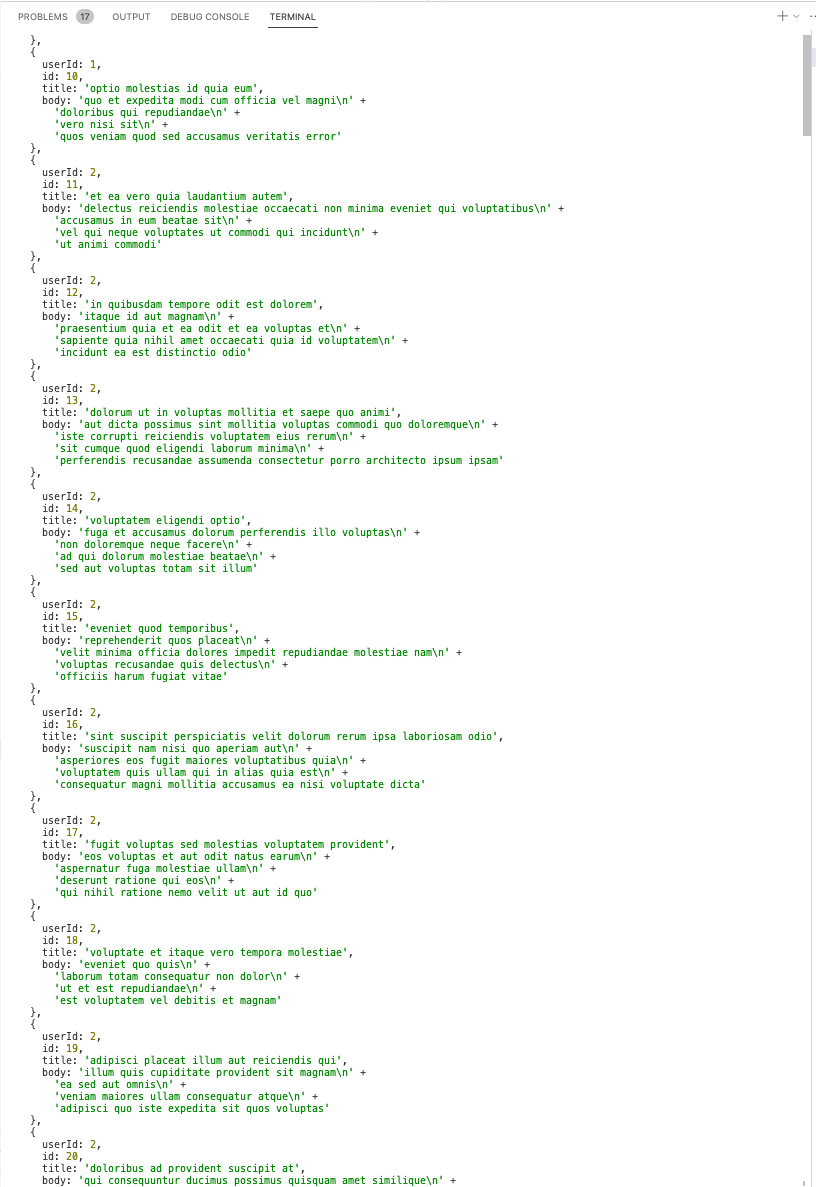 PROBLEMS 17 OUTPUT DEBUG CONSOLE TERMINAL
},
{
userId: 1,
id: 10,
title: 'optio molestias id quia eum',
body: 'quo et expedita modi cum officia vel magni\n' +
'doloribus qui repudiandae\n' +
'vero nisi sit\n' +
'quos veniam quod sed accusamus veritatis error'
},
{
userId: 2,
id: 11,
title: 'et ea vero quia laudantium autem',
body: 'delectus reiciendis molestiae occaecati non minima eveniet qui voluptatibus\n' +
'accusamus in eum beatae sit\n' +
'vel qui neque voluptates ut commodi qui incidunt\n' +
'ut animi commodi'
},
{
userId: 2,
id: 12,
title: 'in quibusdam tempore odit est dolorem',
body: 'itaque id aut magnam\n' +
'praesentium quia et ea odit et ea voluptas et\n' +
'sapiente quia nihil amet occaecati quia id voluptatem\n' +
'incidunt ea est distinctio odio'
},
{
userId: 2,
id: 13,
title: 'dolorum ut in voluptas mollitia et saepe quo animi',
body: 'aut dicta possimus sint mollitia voluptas commodi quo doloremque\n' +
'iste corrupti reiciendis voluptatem eius rerum\n' +
'sit cumque quod eligendi laborum minima\n' +
'perferendis recusandae assumenda consectetur porro architecto ipsum ipsam'
},
{
userId: 2,
id: 14,
title: 'voluptatem eligendi optio',
body: 'fuga et accusamus dolorum perferendis illo voluptas\n' +
'non doloremque neque facere\n' +
'ad qui dolorum molestiae beatae\n' +
'sed aut voluptas totam sit illum'
},
{
userId: 2,
id: 15,
title: 'eveniet quod temporibus',
body: 'reprehenderit quos placeat\n' +
'velit minima officia dolores impedit repudiandae molestiae nam\n' +
'voluptas recusandae quis delectus\n' +
'officiis harum fugiat vitae'
},
{
userId: 2,
id: 16,
title: 'sint suscipit perspiciatis velit dolorum rerum ipsa laboriosam odio',
body: 'suscipit nam nisi quo aperiam aut\n' +
'asperiores eos fugit maiores voluptatibus quia\n' +
'voluptatem quis ullam qui in alias quia est\n' +
'consequatur magni mollitia accusamus ea nisi voluptate dicta'
},
{
userId: 2,
id: 17,
title: 'fugit voluptas sed molestias voluptatem provident',
body: 'eos voluptas et aut odit natus earum\n' +
'aspernatur fuga molestiae ullam\n' +
'deserunt ratione qui eos\n' +
'qui nihil ratione nemo velit ut aut id quo'
},
{
userId: 2,
id: 18,
title: 'voluptate et itaque vero tempora molestiae',
body: 'eveniet quo quis\n' +
'laborum totam consequatur non dolor\n' +
'ut et est repudiandae\n' +
'est voluptatem vel debitis et magnam'
},
{
userId: 2,
id: 19,
title: 'adipisci placeat illum aut reiciendis qui',
body: 'illum quis cupiditate provident sit magnam\n' +
'ea sed aut omnis\n' +
'veniam maiores ullam consequatur atque\n' +
'adipisci quo iste expedita sit quos voluptas'
},
{
userId: 2,
id: 20,
title: 'doloribus ad provident suscipit at',
body: 'qui consequuntur ducimus possimus quisquam amet similique\n' +